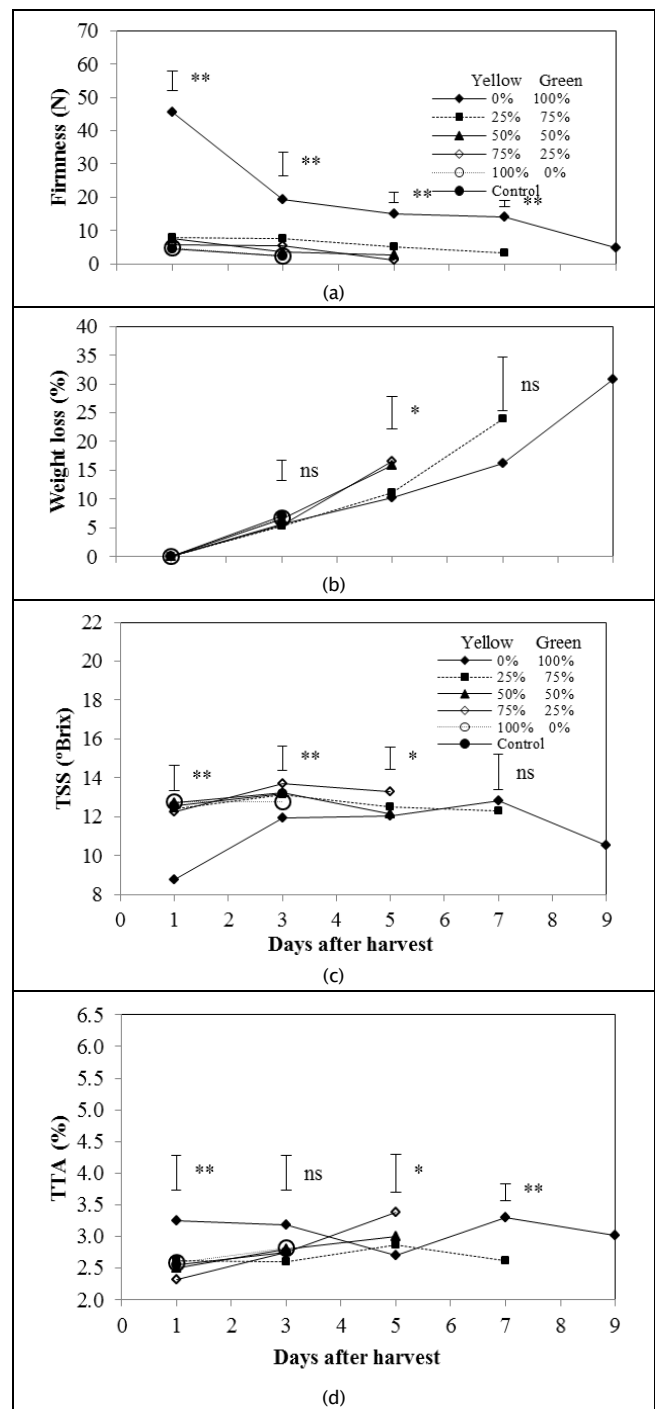 70
60
50
40
30
20
10
0
Firmness (N)
**
**
**
**
Yellow Green
0% 100%
25% 75%
50% 50%
75% 25%
100% 0%
Control
(a)
40
35
30
25
20
15
10
5
0
Weight loss (%)
ns
*
ns
(b)
22
20
18
16
14
12
10
8
TSS (ºBrix)
Yellow Green
0% 100%
25% 75%
50% 50%
75% 25%
100% 0%
Control
**
**
*
ns
0 1 2 3 4 5 6 7 8 9
Days after harvest
(c)
6.5
6.0
5.5
5.0
4.5
4.0
3.5
3.0
2.5
2.0
TTA (%)
**
ns
*
**
0 1 2 3 4 5 6 7 8 9
Days after harvest
(d)